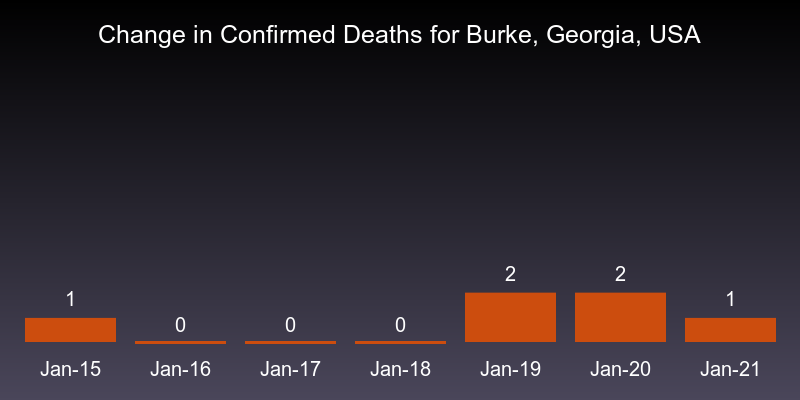 Change in Confirmed Deaths for Burke, Georgia, USA
1 0 0 0 2 2 1
Jan-15 Jan-16 Jan-17 Jan-18 Jan-19 Jan-20 Jan-21